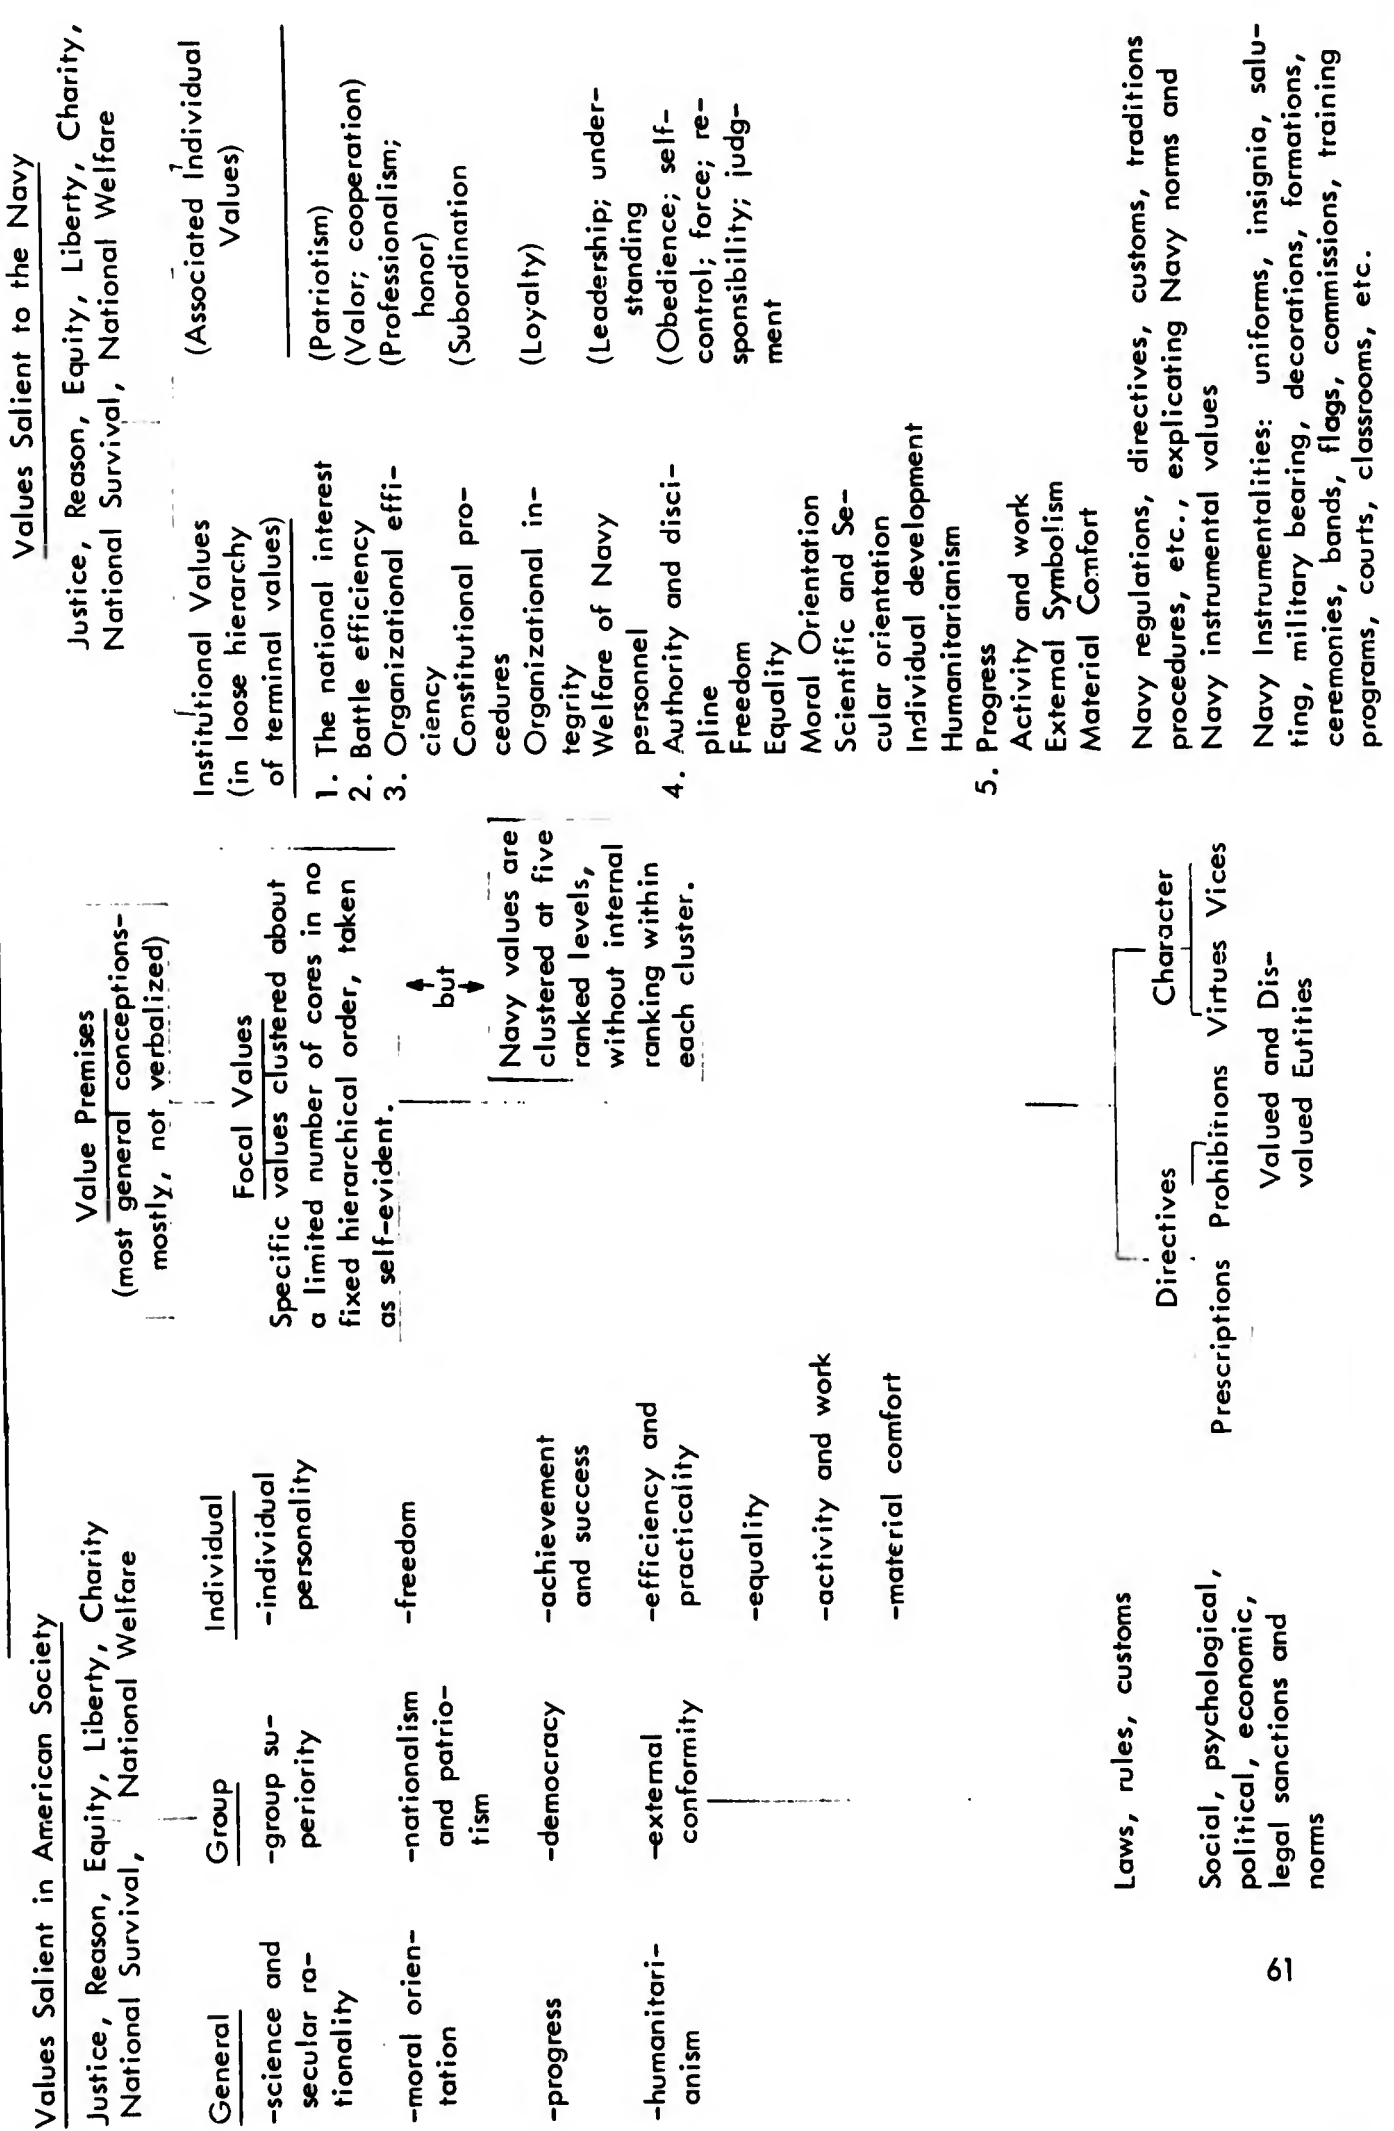 Values Salient in American Society
Justice, Reason, Equity, Liberty, Charity
National Survival, National Welfare
General
-science and
secular ra-
tionality
-moral orien-
tation
-progress
-humanitari-
anism
Group
-group su-
periority
-nationalism
and patrio-
tism
-democracy
-external
conformity
Individual
-individual
personality
-freedom
-achievement
and success
-efficiency and
practicality
-equality
-activity and work
-material comfort
Laws, rules, customs
Social, psychological,
political, economic,
legal sanctions and
norms
Value Premises
(most general conceptions-
mostly, not verbalized)
Focal Values
Specific values clustered about
a limited number of cores in no
fixed hierarchical order, taken
as self-evident.
but
Navy values are
clustered at five
ranked levels,
without internal
ranking within
each cluster.
Directives Character
Prescriptions Prohibitions Virtues Vices
Valued and Dis-
valued Eutities
Values Salient to the Navy
Justice, Reason, Equity, Liberty, Charity,
National Survival, National Welfare
Institutional Values
(in loose hierarchy
of terminal values)
1. The national interest
2. Battle efficiency
3. Organizational effi-
ciency
Constitutional pro-
cedures
Organizational in-
tegrity
Welfare of Navy
personnel
4. Authority and disci-
pline
Freedom
Equality
Moral Orientation
Scientific and Se-
cular orientation
Individual development
Humanitarianism
5. Progress
Activity and work
External Symbolism
Material Comfort
(Associated Individual
Values)
(Patriotism)
(Valor; cooperation)
(Professionalism;
honor)
(Subordination
(Loyalty)
(Leadership; under-
standing
(Obedience; self-
control; force; re-
sponsibility; judg-
ment
Navy regulations, directives, customs, traditions
procedures, etc., explicating Navy norms and
Navy instrumental values
Navy Instrumentalities: uniforms, insignia, salu-
ting, military bearing, decorations, formations,
ceremonies, bands, flags, commissions, training
programs, courts, classrooms, etc.
61